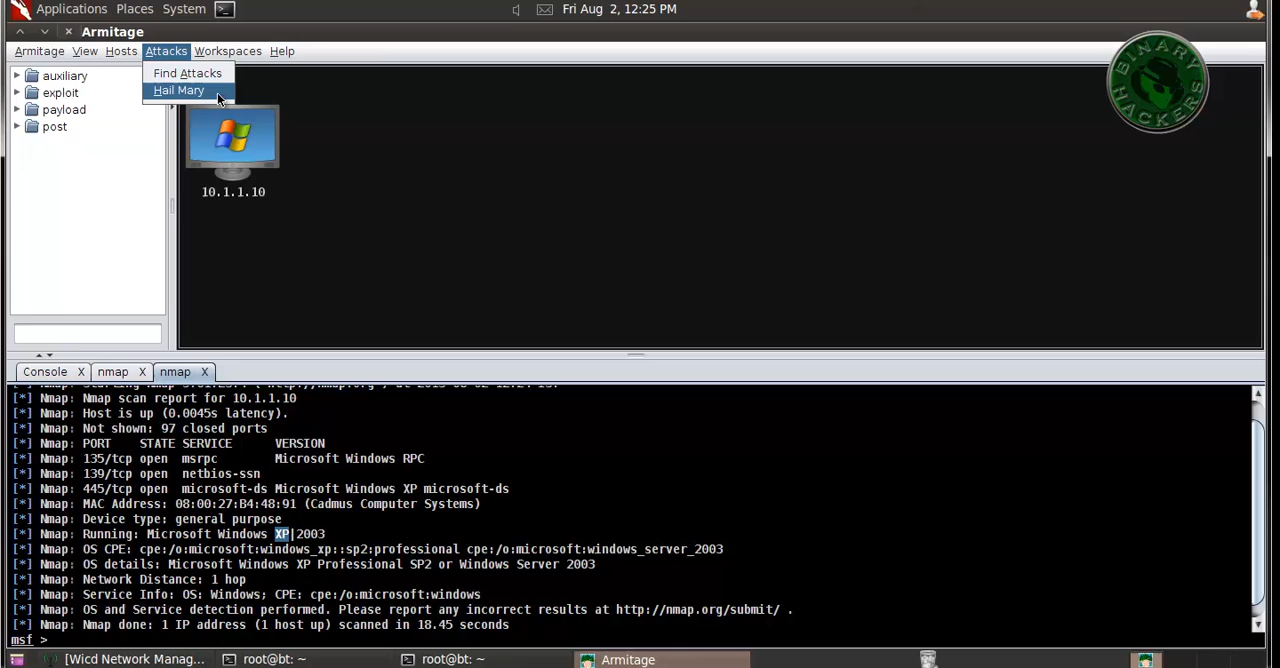 Applications Places System
Fri Aug 2, 12:25 PM
Armitage
Armitage View Hosts Attacks Workspaces Help
Find Attacks
Hail Mary
auxiliary
exploit
payload
post
10.1.1.10
BINARY
HACKERS
Console X nmap X nmap X
[*] Nmap: Nmap scan report for 10.1.1.10
[*] Nmap: Host is up (0.0045s latency).
[*] Nmap: Not shown: 97 closed ports
[*] Nmap: PORT STATE SERVICE VERSION
[*] Nmap: 135/tcp open msrpc Microsoft Windows RPC
[*] Nmap: 139/tcp open netbios-ssn
[*] Nmap: 445/tcp open microsoft-ds Microsoft Windows XP microsoft-ds
[*] Nmap: MAC Address: 08:00:27:B4:48:91 (Cadmus Computer Systems)
[*] Nmap: Device type: general purpose
[*] Nmap: Running: Microsoft Windows XP|2003
[*] Nmap: OS CPE: cpe:/o:microsoft:windows_xp::sp2:professional cpe:/o:microsoft:windows_server_2003
[*] Nmap: OS details: Microsoft Windows XP Professional SP2 or Windows Server 2003
[*] Nmap: Network Distance: 1 hop
[*] Nmap: Service Info: OS: Windows; CPE: cpe:/o:microsoft:windows
[*] Nmap: OS and Service detection performed. Please report any incorrect results at http://nmap.org/submit/ .
[*] Nmap: Nmap done: 1 IP address (1 host up) scanned in 18.45 seconds
msf >
[Wicd Network Manag... root@bt: ~ root@bt: ~ Armitage